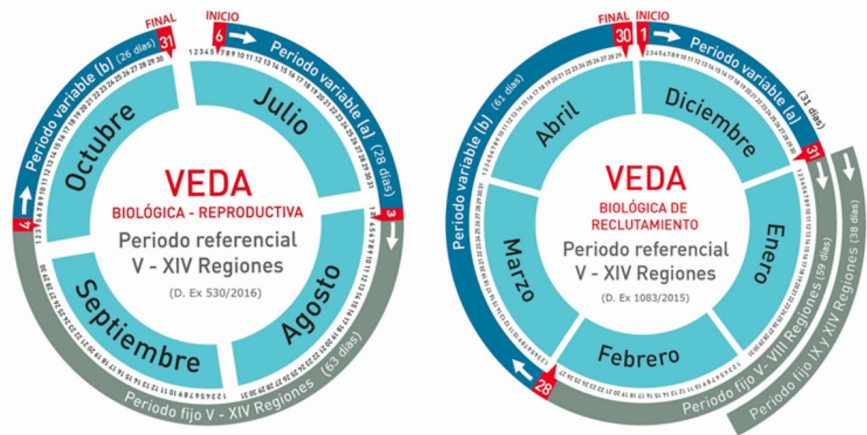 INICIO
6
Periodo variable (a) (28 días)
3
Periodo fijo V - XIV Regiones (63 días)
4
Periodo variable (b) (26 días)
FINAL
31
Julio
Agosto
Septiembre
Octubre
VEDA
BIOLÓGICA - REPRODUCTIVA
Periodo referencial
V - XIV Regiones
(D. Ex 530/2016)
INICIO
1
Periodo variable (a) (31 días)
31
Periodo fijo V- VIII Regiones (59 días)
Periodo fijo IX y XIV Regiones (38 días)
28
Periodo variable (b) (61 días)
FINAL
30
Diciembre
Enero
Febrero
Marzo
Abril
VEDA
BIOLÓGICA DE
RECLUTAMIENTO
Periodo referencial
V - XIV Regiones
(D. Ex 1083/2015)